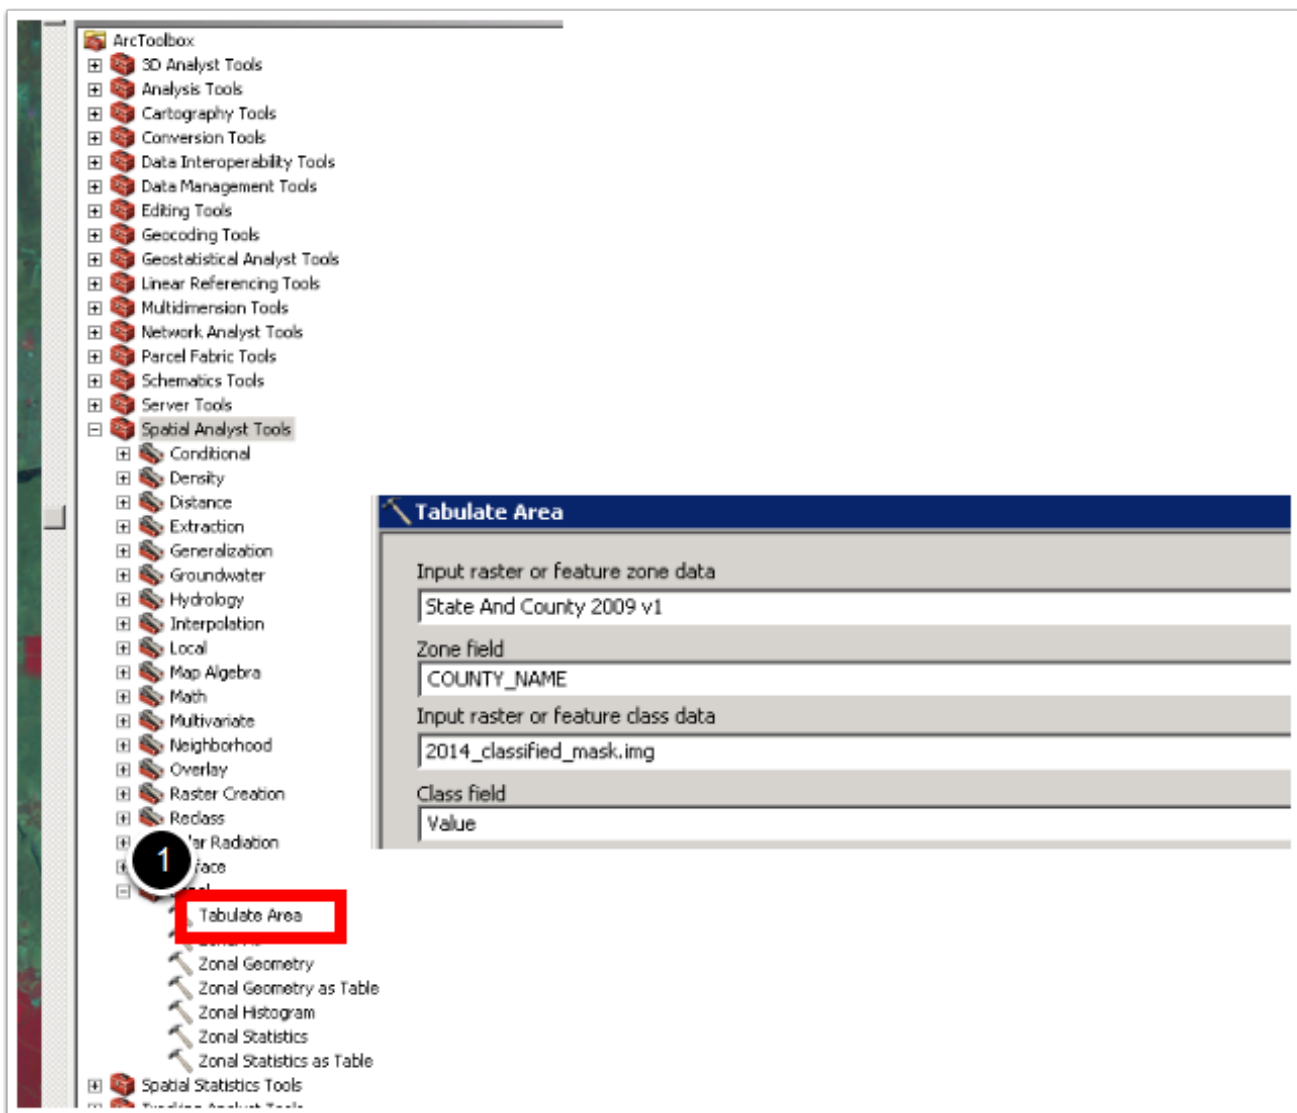 ArcToolbox
3D Analyst Tools
Analysis Tools
Cartography Tools
Conversion Tools
Data Interoperability Tools
Data Management Tools
Editing Tools
Geocoding Tools
Geostatistical Analyst Tools
Linear Referencing Tools
Multidimension Tools
Network Analyst Tools
Parcel Fabric Tools
Schematics Tools
Server Tools
Spatial Analyst Tools
Conditional
Density
Distance
Extraction
Generalization
Groundwater
Hydrology
Interpolation
Local
Map Algebra
Math
Multivariate
Neighborhood
Overlay
Raster Creation
Reclass
Radiation
1
Tabulate Area
Zonal Geometry
Zonal Geometry as Table
Zonal Histogram
Zonal Statistics
Zonal Statistics as Table
Spatial Statistics Tools
Tabulate Area
Input raster or feature zone data
State And County 2009 v1
Zone field
COUNTY_NAME
Input raster or feature class data
2014_classified_mask.img
Class field
Value